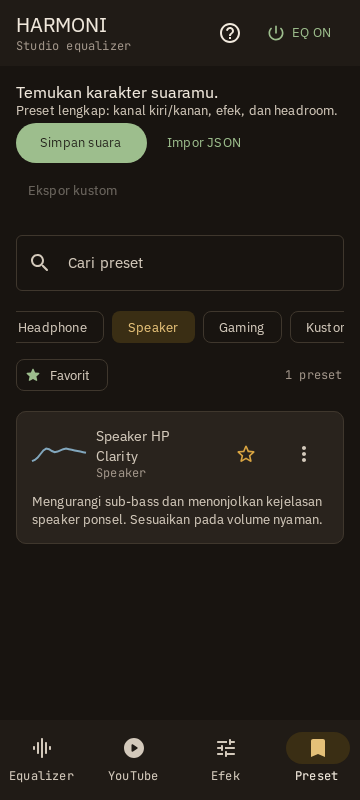 HARMONI
Studio equalizer
EQ ON
Temukan karakter suaramu.
Preset lengkap: kanal kiri/kanan, efek, dan headroom.
Simpan suara
Impor JSON
Ekspor kustom
Cari preset
Headphone
Speaker
Gaming
Kustor
Favorit
1 preset
Speaker HP
Clarity
Speaker
Mengurangi sub-bass dan menonjolkan kejelasan
speaker ponsel. Sesuaikan pada volume nyaman.
Equalizer
YouTube
Efek
Preset